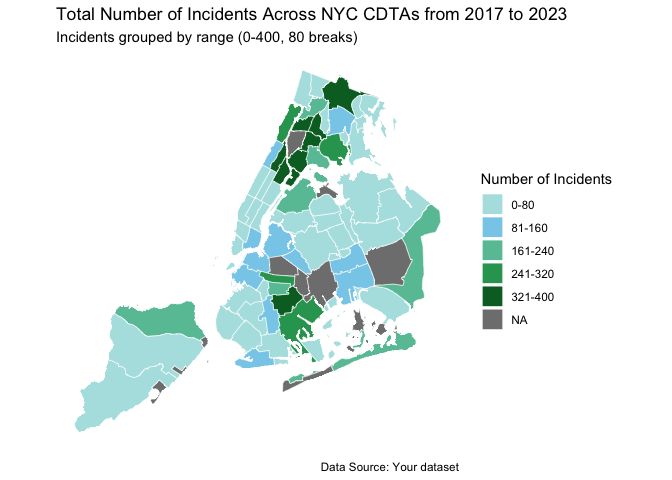 Total Number of Incidents Across NYC CDTAs from 2017 to 2023
Incidents grouped by range (0-400, 80 breaks)
Number of Incidents
0-80
81-160
161-240
241-320
321-400
NA
Data Source: Your dataset